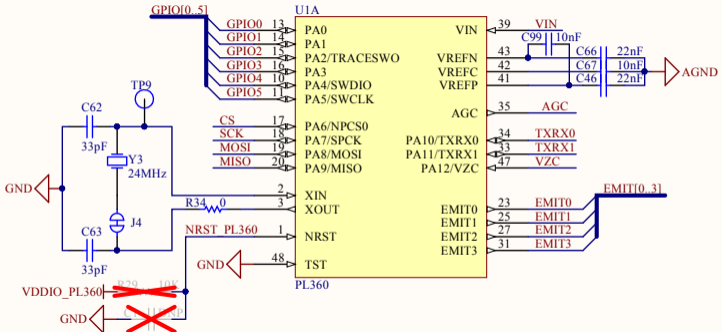 GPIO[0..5]
U1A
GPIO0 13 PA0
GPIO1 14 PA1
GPIO2 15 PA2/TRACESWO
GPIO3 16 PA3
GPIO4 10 PA4/SWDIO
GPIO5 11 PA5/SWCLK
CS 17 PA6/NPCS0
SCK 18 PA7/SPCK
MOSI 19 PA8/MOSI
MISO 20 PA9/MISO
2 XIN
R34 0 3 XOUT
NRST_PL360 1 NRST
GND 48 TST
PL360
VIN 39 VIN
C99 10nF
VREFN 43 C66 22nF
VREFC 42 C67 10nF
VREFP 41 C46 22nF
AGND
AGC 35 AGC
PA10/TXRX0 34 TXRX0
PA11/TXRX1 33 TXRX1
PA12/VZC 47 VZC
EMIT[0..3]
EMIT0 23 EMIT0
EMIT1 25 EMIT1
EMIT2 27 EMIT2
EMIT3 31 EMIT3
TP9
C62
33pF
Y3
24MHz
GND
J4
C63
33pF
VDDIO_PL360
R29 10K
GND